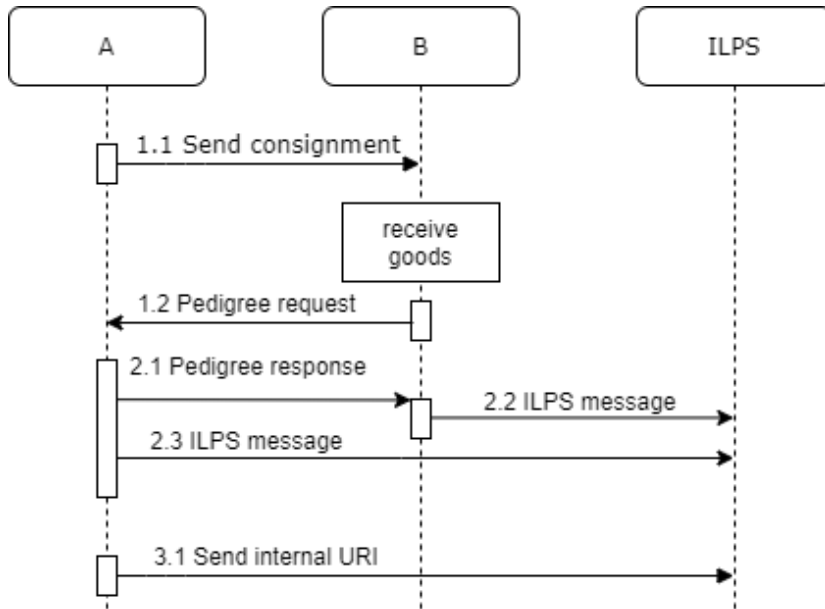 A
B
ILPS
1.1 Send consignment
receive
goods
1.2 Pedigree request
2.1 Pedigree response
2.2 ILPS message
2.3 ILPS message
3.1 Send internal URI